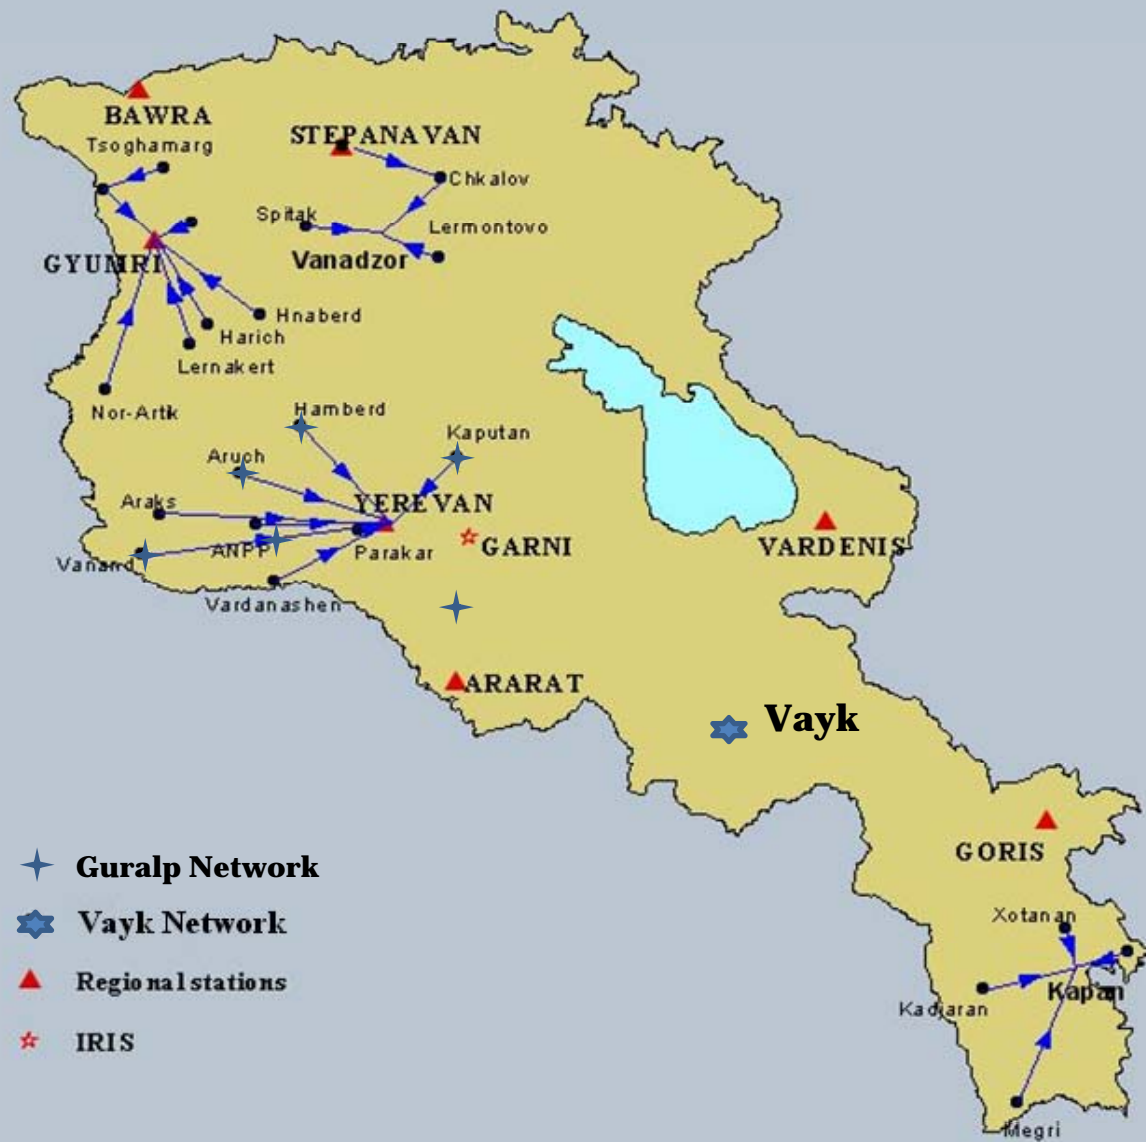 BAWRA
Tsoghamarg
STEPANAVAN
Chkalov
Spitak
Lermontovo
Vanadzor
GYUMRI
Hnaberd
Harich
Lernakert
Nor-Artik
Hamberd
Kaputan
Aruch
Araks
YEREVAN
GARNI
VARDENIS
ANPP
Parakar
Vanand
Vardanashen
ARARAT
Vayk
GORIS
Guralp Network
Xotanan
Vayk Network
Regional stations
Kapan
Kadjaran
IRIS
Megri